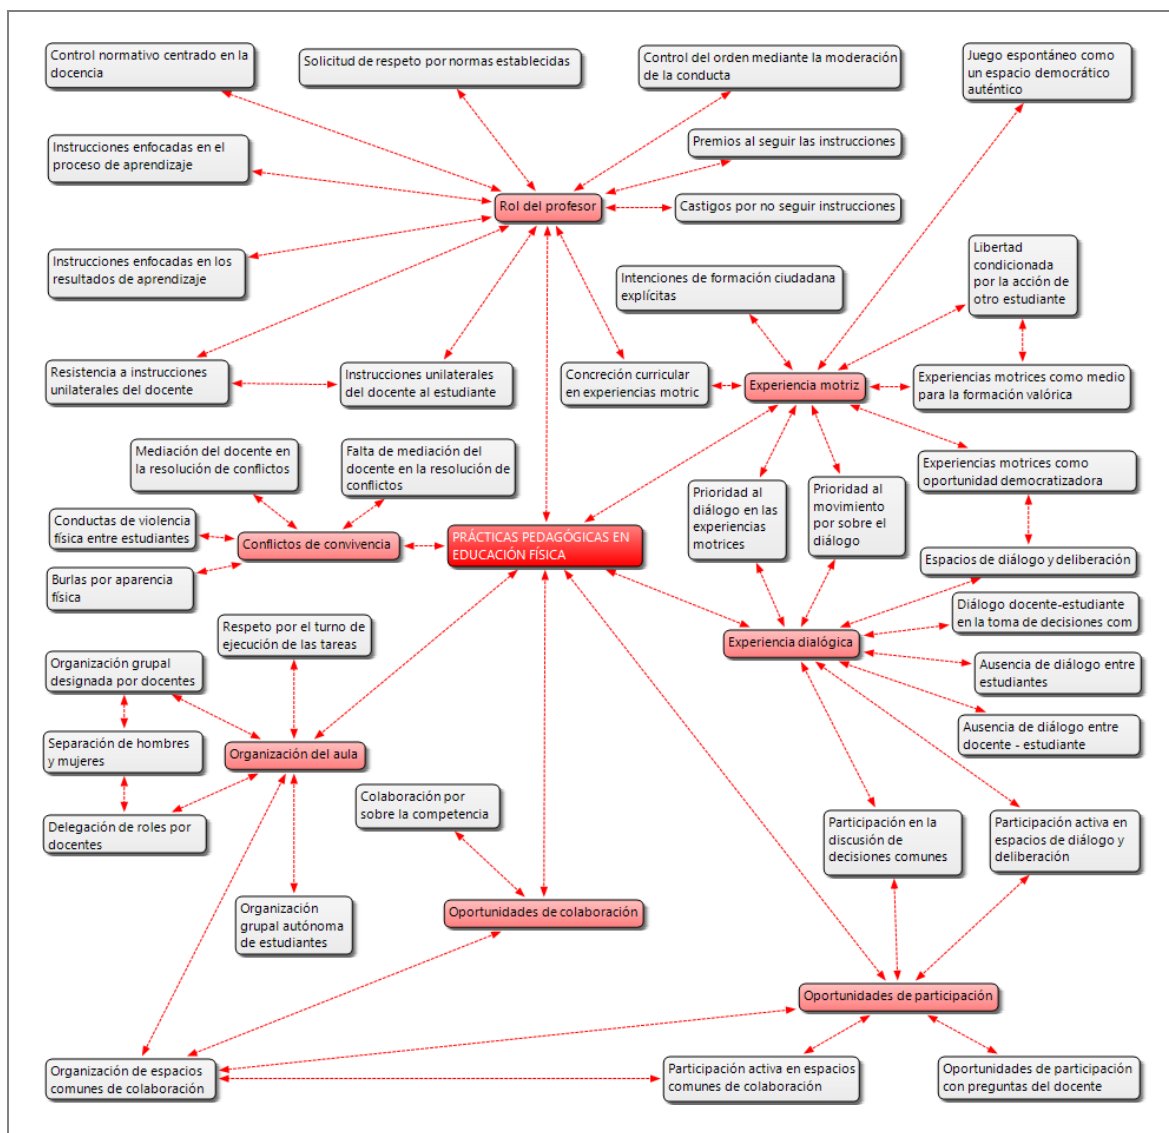 Control normativo centrado en la
docencia
Solicitud de respeto por normas establecidas
Control del orden mediante la moderación
de la conducta
Juego espontáneo como
un espacio democrático
auténtico
Instrucciones enfocadas en el
proceso de aprendizaje
Premios al seguir las instrucciones
Rol del profesor
Castigos por no seguir instrucciones
Instrucciones enfocadas en los
resultados de aprendizaje
Intenciones de formación ciudadana
explícitas
Libertad
condicionada
por la acción de
otro estudiante
Resistencia a instrucciones
unilaterales del docente
Instrucciones unilaterales
del docente al estudiante
Concreción curricular
en experiencias motric
Experiencia motriz
Experiencias motrices como medio
para la formación valórica
Mediación del docente en
la resolución de conflictos
Falta de mediación del
docente en la resolución de
conflictos
Prioridad al
diálogo en las
experiencias
motrices
Prioridad al
movimiento
por sobre el
diálogo
Experiencias motrices como
oportunidad democratizadora
Conductas de violencia
física entre estudiantes
Conflictos de convivencia
PRÁCTICAS PEDAGÓGICAS EN
EDUCACIÓN FÍSICA
Espacios de diálogo y deliberación
Burlas por aparencia
física
Diálogo docente-estudiante
en la toma de decisiones com
Respeto por el turno de
ejecución de las tareas
Experiencia dialógica
Organización grupal
designada por docentes
Ausencia de diálogo entre
estudiantes
Separación de hombres
y mujeres
Organización del aula
Ausencia de diálogo entre
docente - estudiante
Colaboración por
sobre la competencia
Delegación de roles por
docentes
Participación en la
discusión de
decisiones comunes
Participación activa en
espacios de diálogo y
deliberación
Organización
grupal autónoma
de estudiantes
Oportunidades de colaboración
Oportunidades de participación
Organización de espacios
comunes de colaboración
Participación activa en espacios
comunes de colaboración
Oportunidades de participación
con preguntas del docente